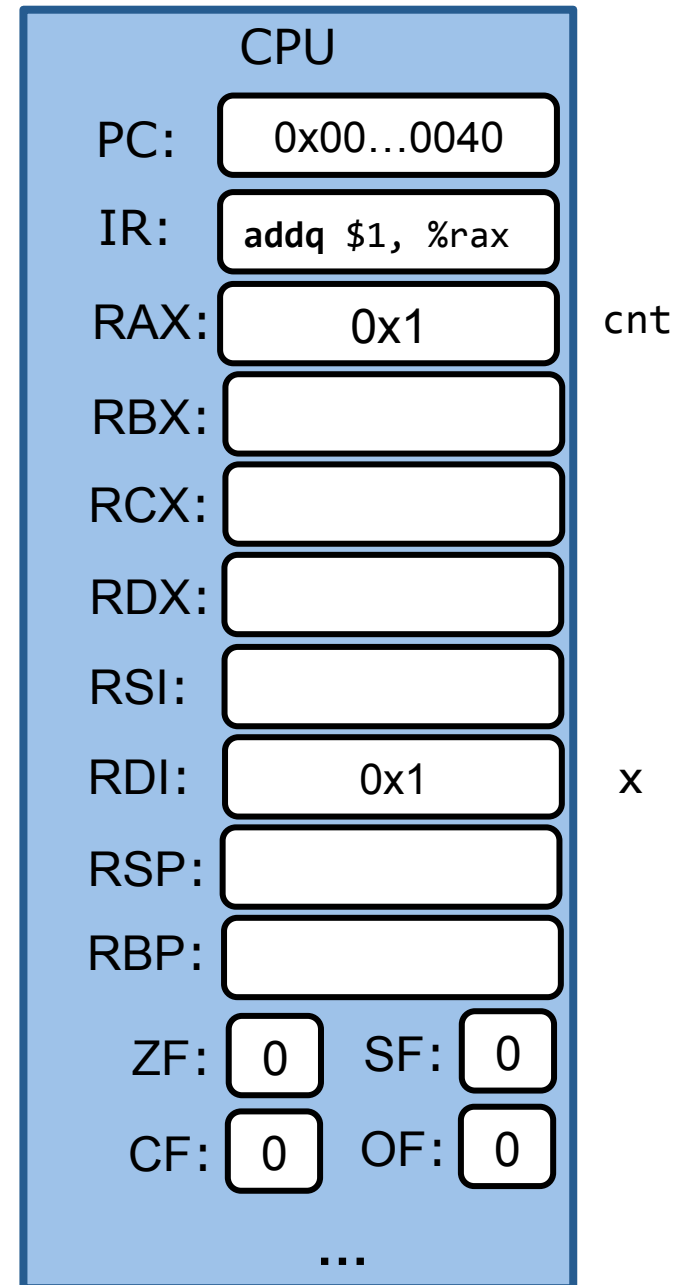 CPU
PC: 0x00...0040
IR: addq $1, %rax
RAX: 0x1 cnt
RBX:
RCX:
RDX:
RSI:
RDI: 0x1 x
RSP:
RBP:
ZF: 0 SF: 0
CF: 0 OF: 0
...